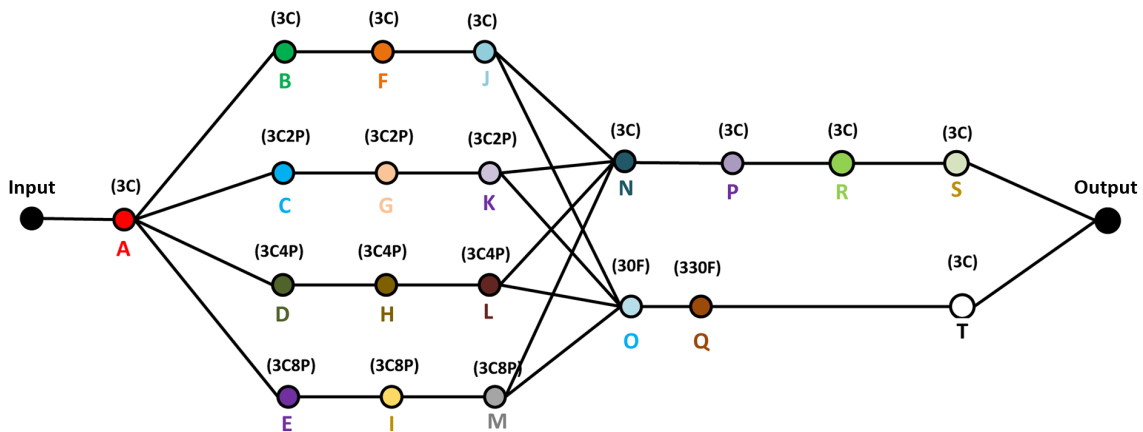 (3C) (3C) (3C)
B F J
(3C2P) (3C2P) (3C2P)
C G K
(3C) (3C) (3C) (3C)
N P R S
Input
(3C)
A
Output
(3C4P) (3C4P) (3C4P)
D H L
(30F) (330F) (3C)
O Q T
(3C8P) (3C8P) (3C8P)
E I M